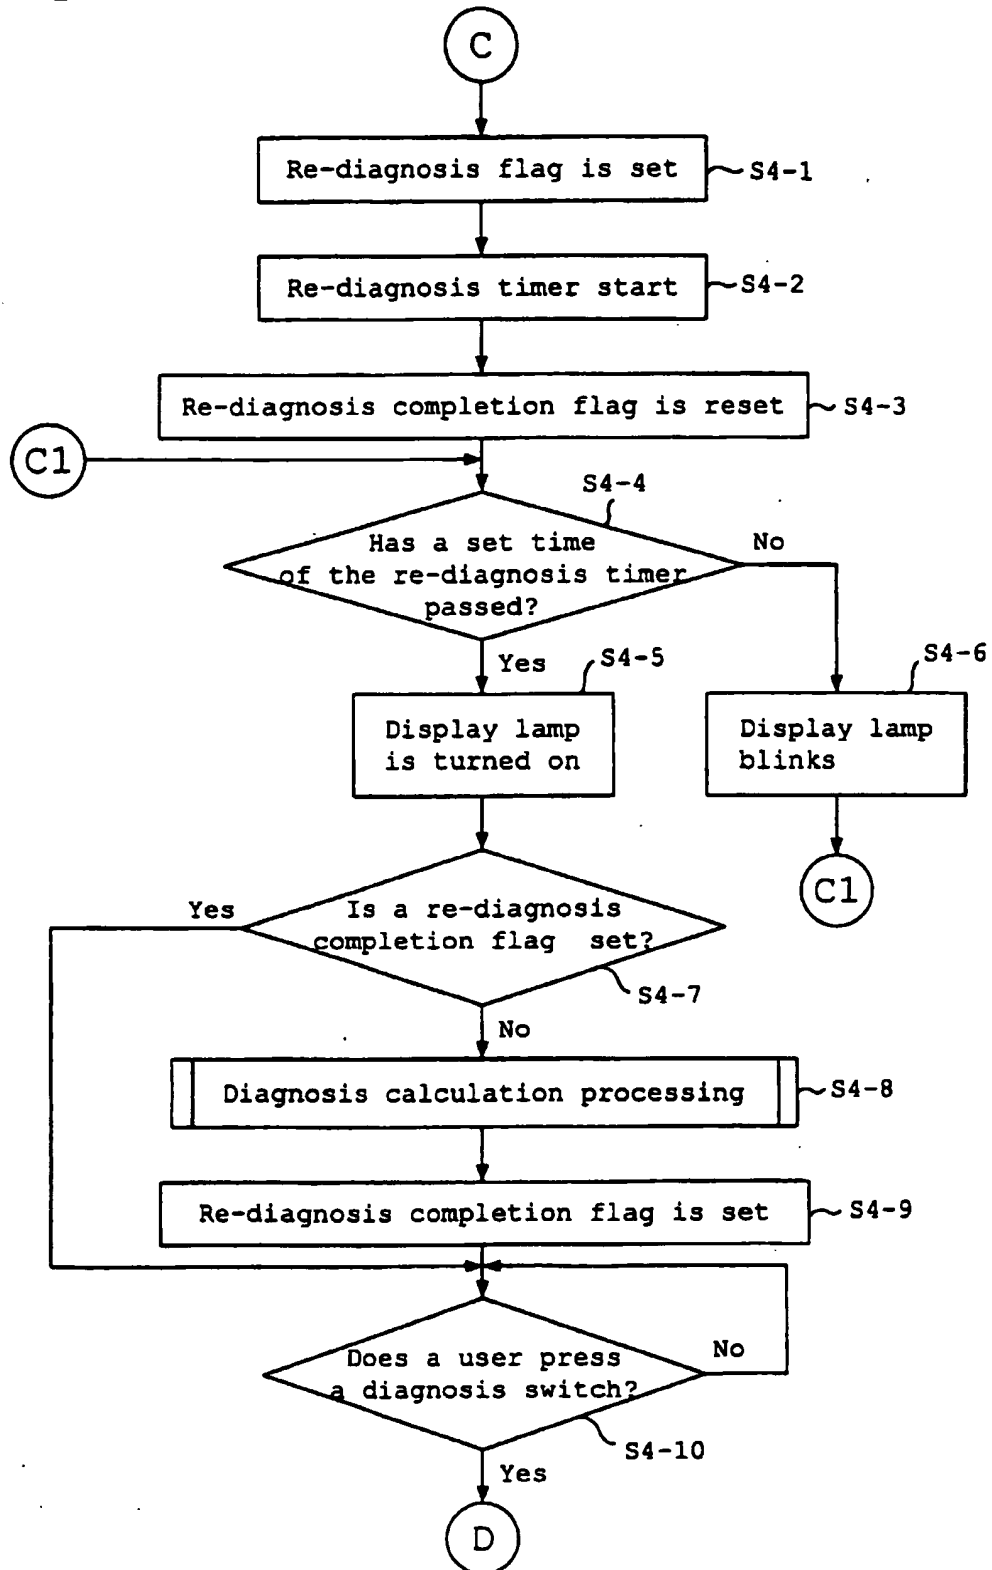 C
Re-diagnosis flag is set
S4-1
Re-diagnosis timer start
S4-2
Re-diagnosis completion flag is reset
S4-3
C1
S4-4
Has a set time
of the re-diagnosis timer
passed?
No
Yes
S4-5
S4-6
Display lamp
is turned on
Display lamp
blinks
C1
Yes
Is a re-diagnosis
completion flag set?
S4-7
No
Diagnosis calculation processing
S4-8
Re-diagnosis completion flag is set
S4-9
Does a user press
a diagnosis switch?
No
S4-10
Yes
D